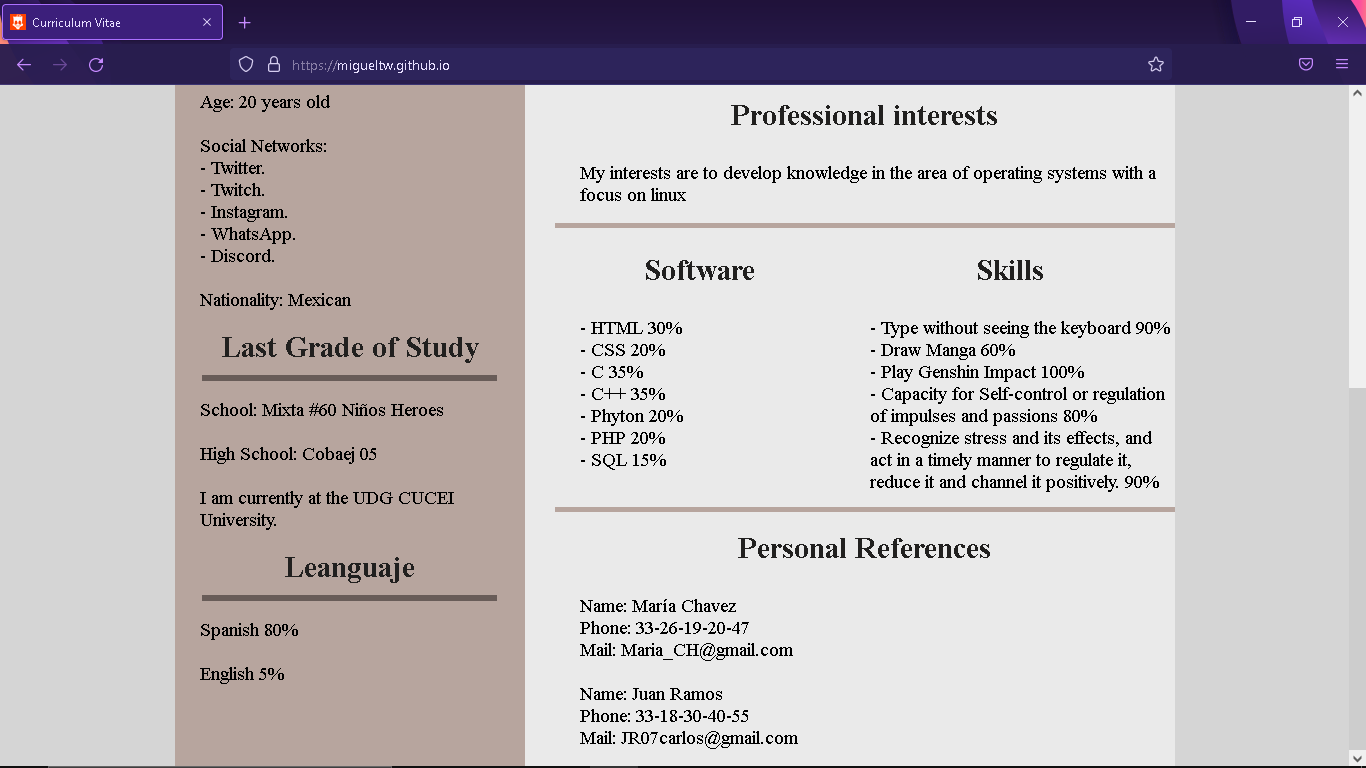 Curriculum Vitae
https://migueltw.github.io
Age: 20 years old
Social Networks:
- Twitter.
- Twitch.
- Instagram.
- WhatsApp.
- Discord.
Nationality: Mexican
Last Grade of Study
School: Mixta #60 Niños Heroes
High School: Cobaej 05
I am currently at the UDG CUCEI
University.
Leanguaje
Spanish 80%
English 5%
Professional interests
My interests are to develop knowledge in the area of operating systems with a
focus on linux
Software
- HTML 30%
- CSS 20%
- C 35%
- C++ 35%
- Phyton 20%
- PHP 20%
- SQL 15%
Skills
- Type without seeing the keyboard 90%
- Draw Manga 60%
- Play Genshin Impact 100%
- Capacity for Self-control or regulation
of impulses and passions 80%
- Recognize stress and its effects, and
act in a timely manner to regulate it,
reduce it and channel it positively. 90%
Personal References
Name: María Chavez
Phone: 33-26-19-20-47
Mail: Maria_CH@gmail.com
Name: Juan Ramos
Phone: 33-18-30-40-55
Mail: JR07carlos@gmail.com